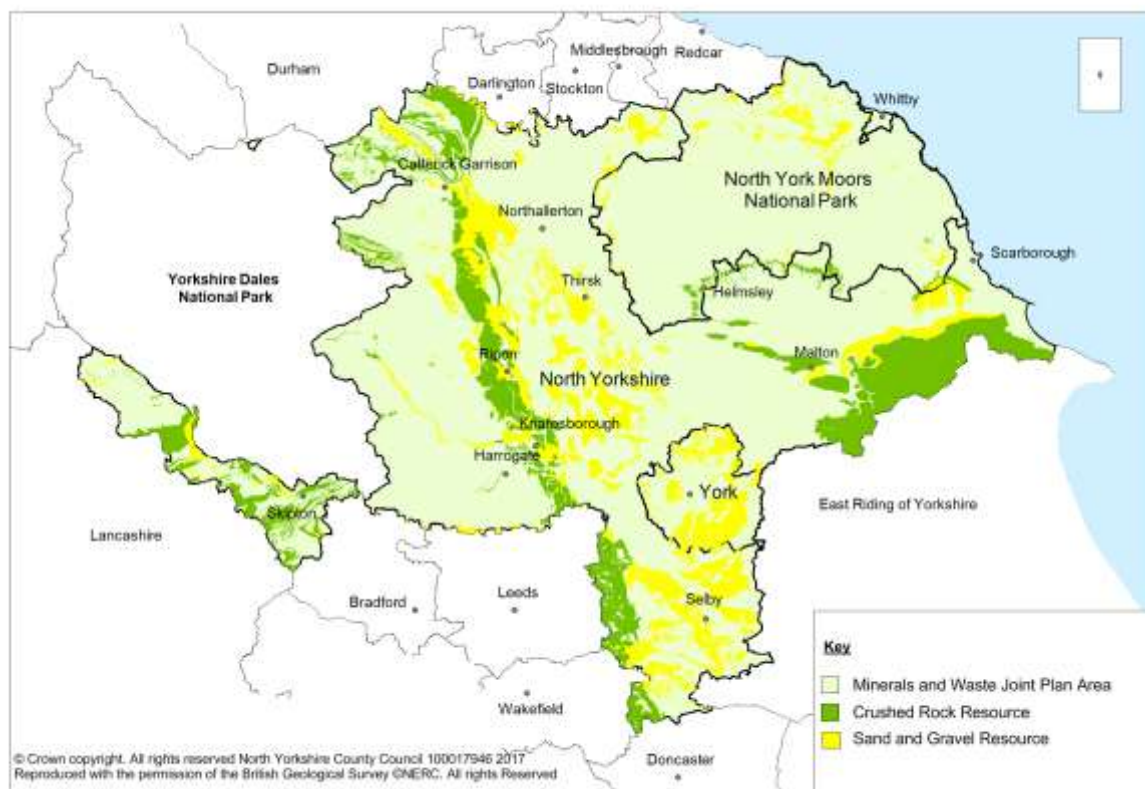 Durham
Middlesbrough
Redcar
Darlington
Stockton
Whitby
Catterick Garrison
North York Moors
National Park
Northallerton
Scarborough
Yorkshire Dales
National Park
Thirsk
Helmsley
Malton
Ripon
North Yorkshire
Knaresborough
Harrogate
York
Skipton
East Riding of Yorkshire
Lancashire
Bradford
Leeds
Selby
Wakefield
Doncaster
Key
Minerals and Waste Joint Plan Area
Crushed Rock Resource
Sand and Gravel Resource
© Crown copyright. All rights reserved North Yorkshire County Council 100017946 2017
Reproduced with the permission of the British Geological Survey ©NERC. All rights Reserved